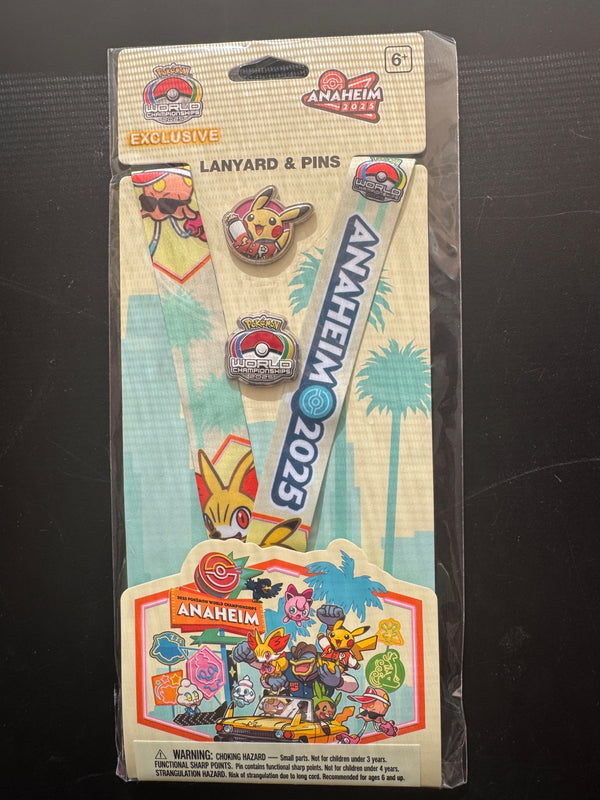 Pokémon
WORLD
CHAMPIONSHIPS
2025
EXCLUSIVE
ANAHEIM
2025
6+
LANYARD & PINS
Pokémon
WORLD
CHAMPIONSHIPS
ANAHEIM 2025
Pokémon
WORLD
CHAMPIONSHIPS
2025
2025 POKÉMON WORLD CHAMPIONSHIPS
ANAHEIM
WARNING: CHOKING HAZARD — Small parts. Not for children under 3 years.
FUNCTIONAL SHARP POINTS. Pin contains functional sharp points. Not for children under 4 years.
STRANGULATION HAZARD. Risk of strangulation due to long cord. Recommended for ages 6 and up.